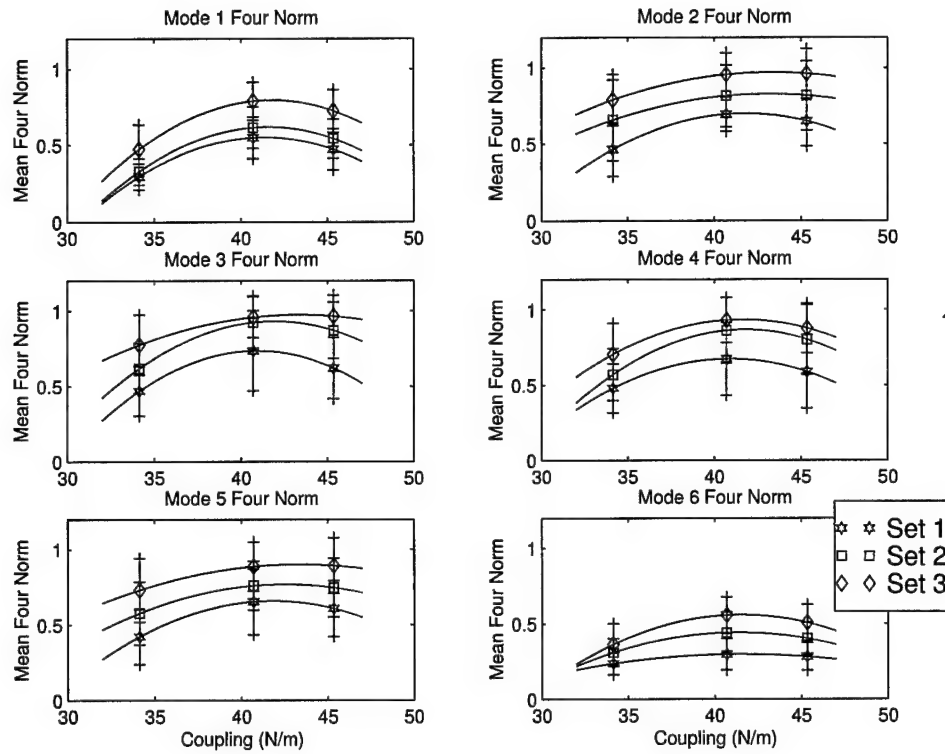 Mode 1 Four Norm
Mean Four Norm
1
0.5
0
30 35 40 45 50
Mode 2 Four Norm
Mean Four Norm
1
0.5
0
30 35 40 45 50
Mode 3 Four Norm
Mean Four Norm
1
0.5
0
30 35 40 45 50
Mode 4 Four Norm
Mean Four Norm
1
0.5
0
30 35 40 45 50
Mode 5 Four Norm
Mean Four Norm
1
0.5
0
30 35 40 45 50
Coupling (N/m)
Mode 6 Four Norm
Mean Four Norm
1
0.5
0
30 35 40 45 50
Coupling (N/m)
Set 1
Set 2
Set 3